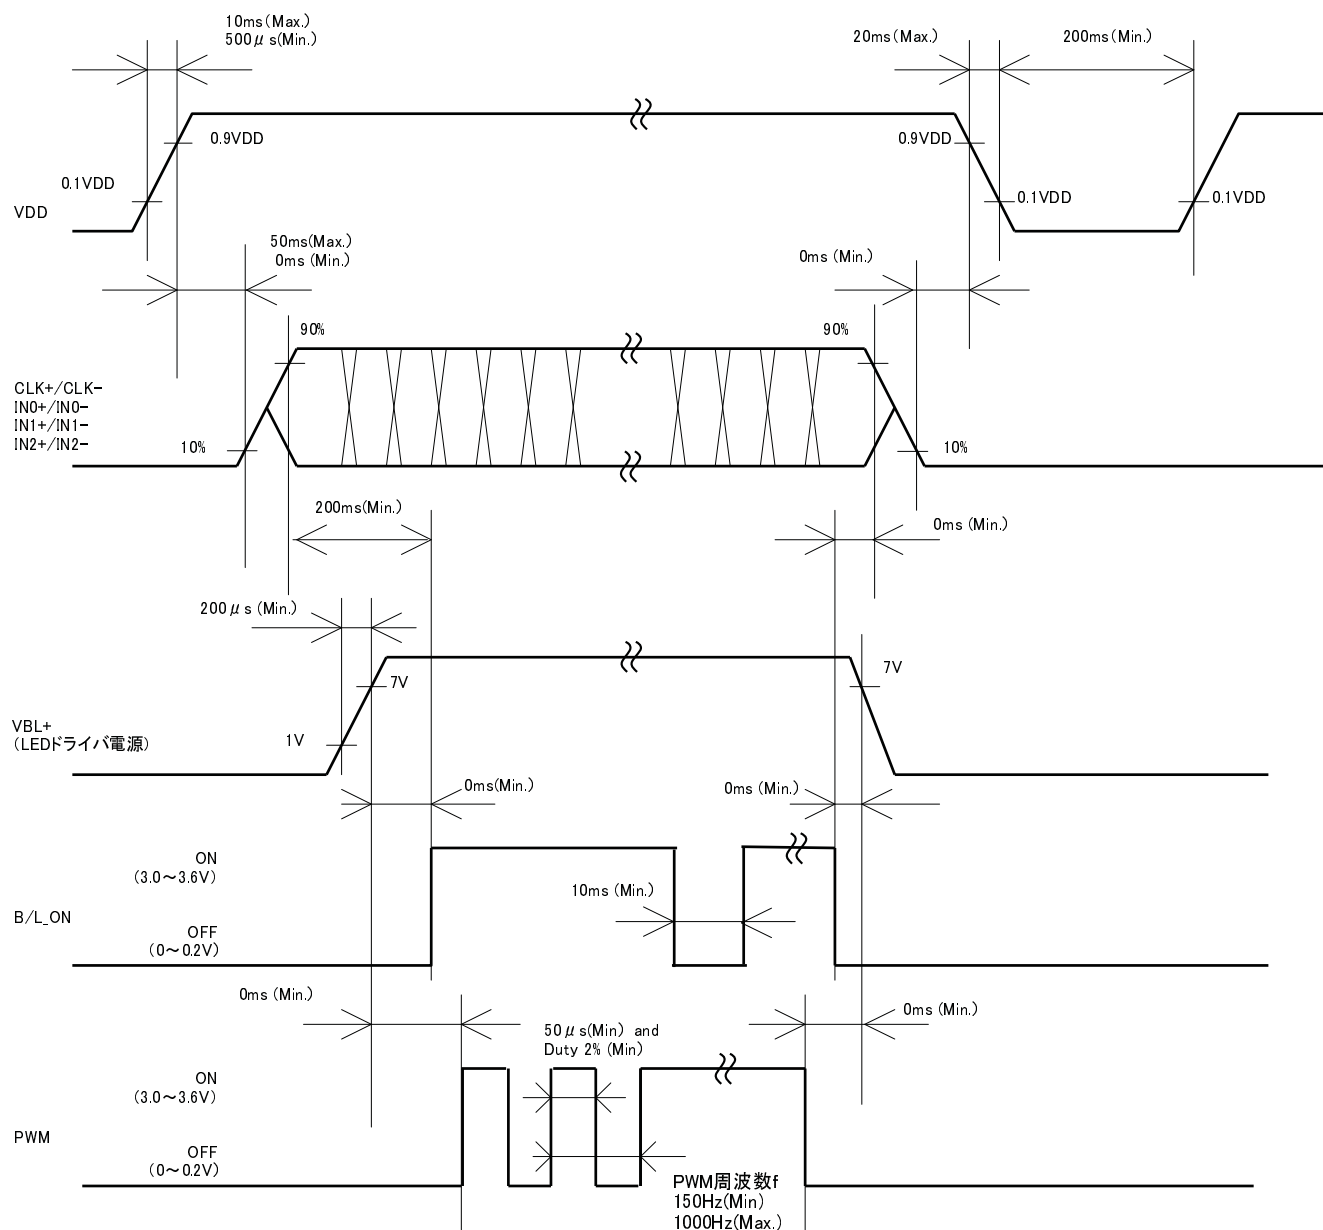 10ms(Max.)
500μs(Min.)
20ms(Max.)
200ms(Min.)
0.9VDD
0.9VDD
0.1VDD
0.1VDD
0.1VDD
VDD
50ms(Max.)
0ms(Min.)
0ms(Min.)
90%
90%
CLK+/CLK-
IN0+/IN0-
IN1+/IN1-
IN2+/IN2-
10%
10%
200ms(Min.)
0ms(Min.)
200μs(Min.)
7V
7V
VBL+
(LEDドライバ電源)
1V
0ms(Min.)
0ms(Min.)
ON
(3.0~3.6V)
10ms(Min.)
B/L_ON
OFF
(0~0.2V)
0ms(Min.)
0ms(Min.)
50μs(Min) and
Duty 2% (Min)
ON
(3.0~3.6V)
PWM
OFF
(0~0.2V)
PWM周波数f
150Hz(Min)
1000Hz(Max.)